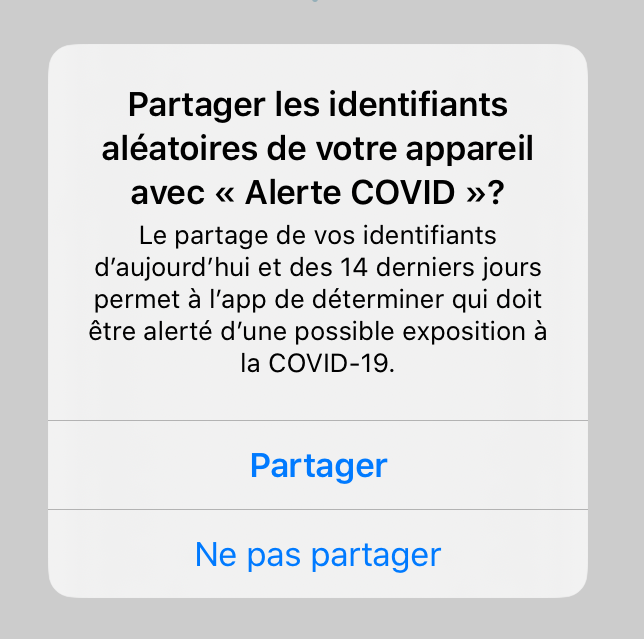 Partager les identifiants
aléatoires de votre appareil
avec « Alerte COVID »?
Le partage de vos identifiants
d’aujourd’hui et des 14 derniers jours
permet à l’app de déterminer qui doit
être alerté d’une possible exposition à
la COVID-19.
Partager
Ne pas partager